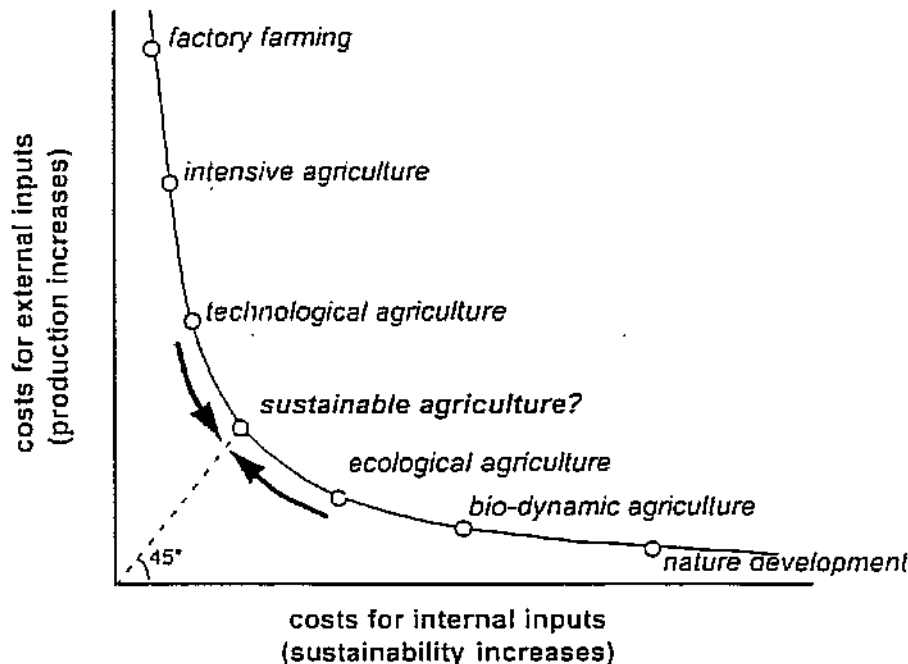 factory farming
intensive agriculture
technological agriculture
sustainable agriculture?
ecological agriculture
bio-dynamic agriculture
nature development
45°
costs for external inputs
(production increases)
costs for internal inputs
(sustainability increases)